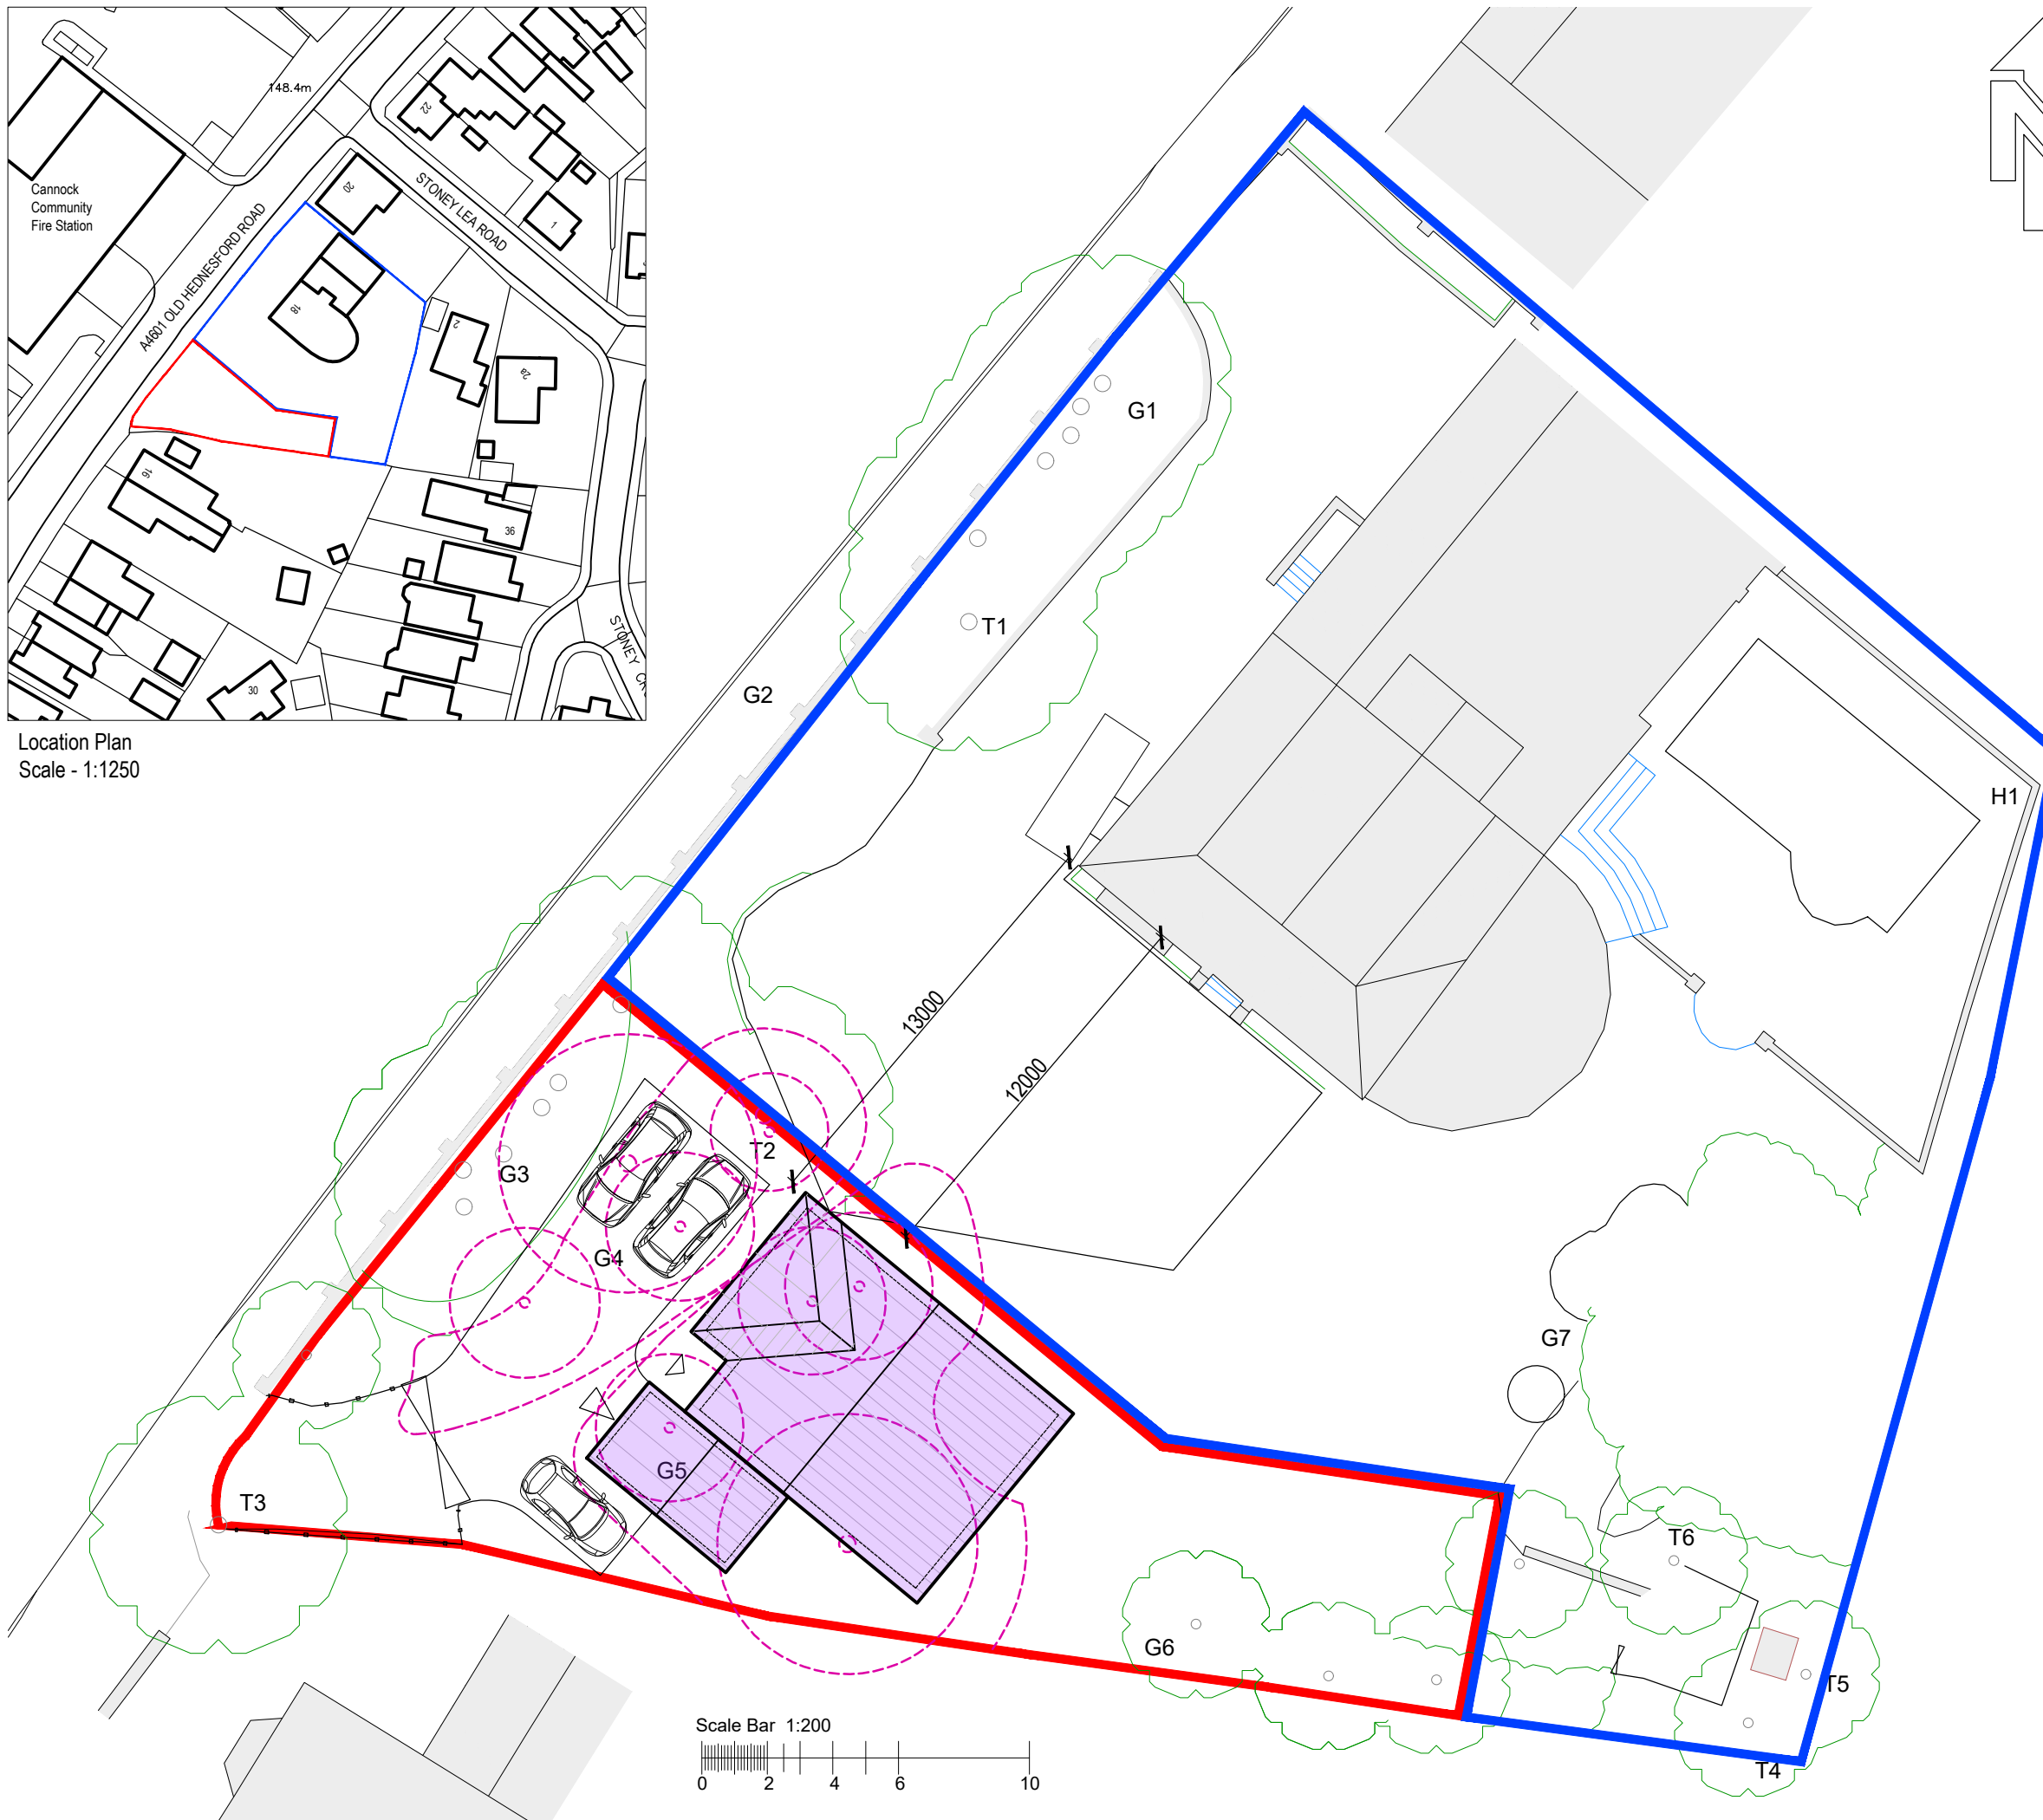 148.4m
22
Cannock
Community
Fire Station
20
STONEY LEA ROAD
1
A4601 OLD HEDNESFORD ROAD
18
2
2a
16
36
STONEY CR
30
Location Plan
Scale - 1:1250
G1
T1
G2
H1
13000
12000
T2
G3
G4
G7
G5
T3
T6
G6
T5
T4
Scale Bar 1:200
0 2 4 6 10